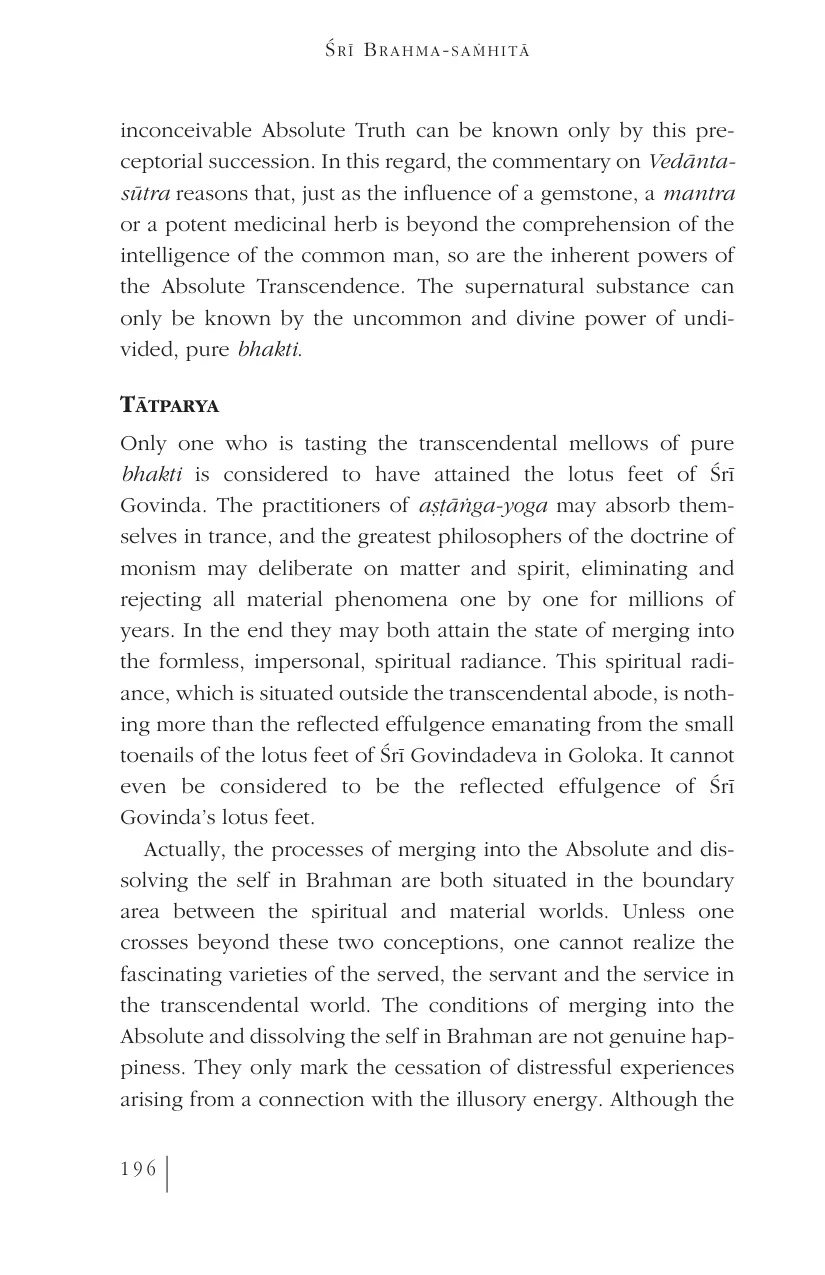 Śrī Brahma-saṁhitā
inconceivable Absolute Truth can be known only by this pre-
ceptorial succession. In this regard, the commentary on Vedānta-
sūtra reasons that, just as the influence of a gemstone, a mantra
or a potent medicinal herb is beyond the comprehension of the
intelligence of the common man, so are the inherent powers of
the Absolute Transcendence. The supernatural substance can
only be known by the uncommon and divine power of undi-
vided, pure bhakti.
Tātparya
Only one who is tasting the transcendental mellows of pure
bhakti is considered to have attained the lotus feet of Śrī
Govinda. The practitioners of aṣṭāṅga-yoga may absorb them-
selves in trance, and the greatest philosophers of the doctrine of
monism may deliberate on matter and spirit, eliminating and
rejecting all material phenomena one by one for millions of
years. In the end they may both attain the state of merging into
the formless, impersonal, spiritual radiance. This spiritual radi-
ance, which is situated outside the transcendental abode, is noth-
ing more than the reflected effulgence emanating from the small
toenails of the lotus feet of Śrī Govindadeva in Goloka. It cannot
even be considered to be the reflected effulgence of Śrī
Govinda’s lotus feet.
Actually, the processes of merging into the Absolute and dis-
solving the self in Brahman are both situated in the boundary
area between the spiritual and material worlds. Unless one
crosses beyond these two conceptions, one cannot realize the
fascinating varieties of the served, the servant and the service in
the transcendental world. The conditions of merging into the
Absolute and dissolving the self in Brahman are not genuine hap-
piness. They only mark the cessation of distressful experiences
arising from a connection with the illusory energy. Although the
196